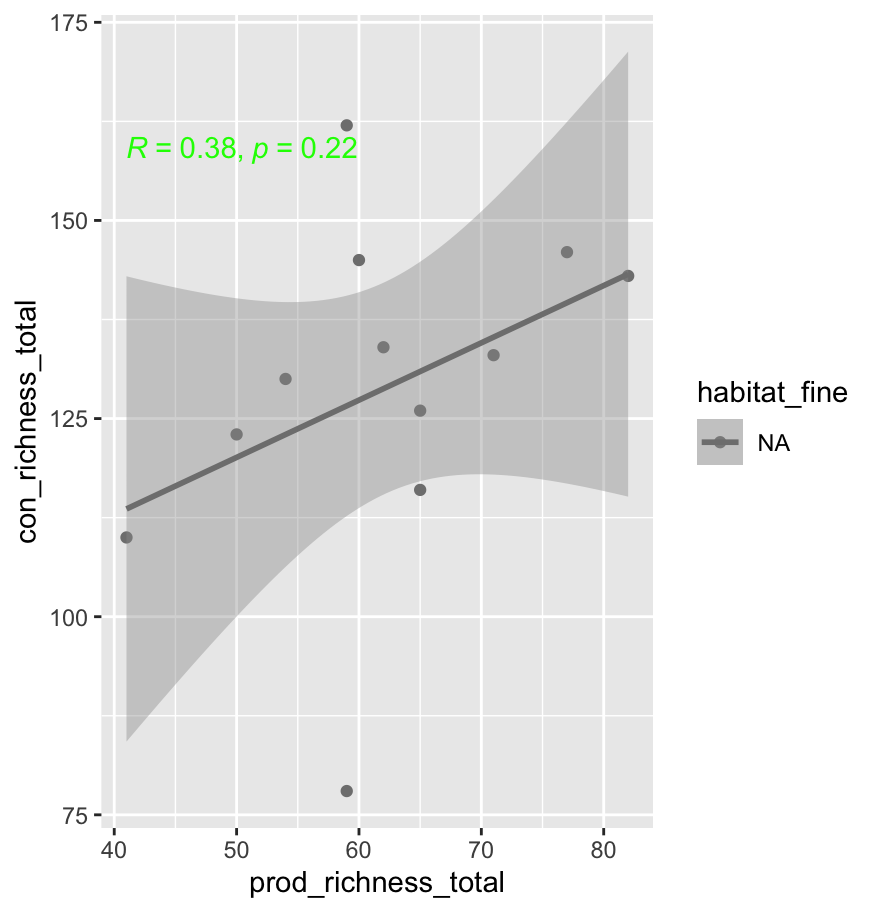 175
R = 0.38, p = 0.22
150
125
100
75
con_richness_total
40 50 60 70 80
prod_richness_total
habitat_fine
NA